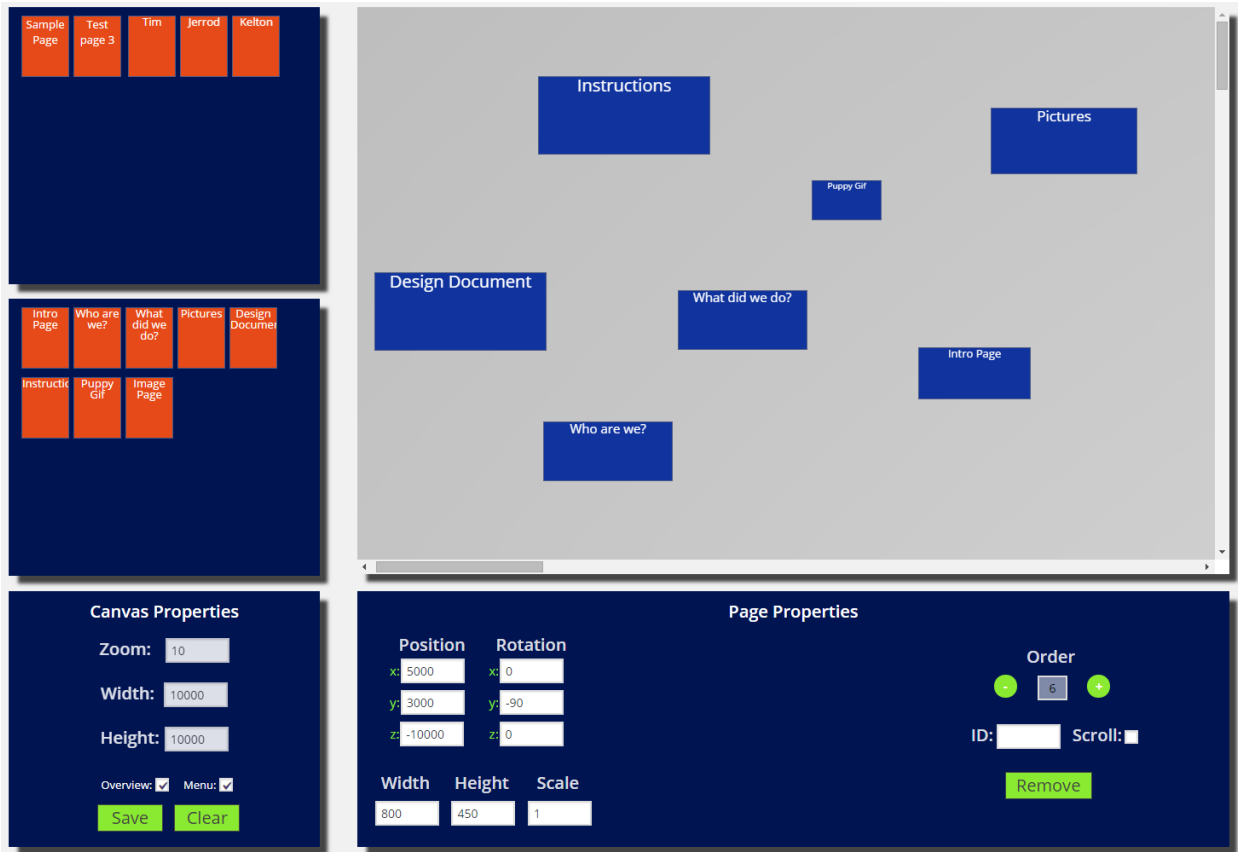 Sample
Page
Test
page 3
Tim
Jerrod
Kelton
Intro
Page
Who are
we?
What
did we
do?
Pictures
Design
Documer
Instructic
Puppy
Gif
Image
Page
Instructions
Pictures
Puppy Gif
Design Document
What did we do?
Intro Page
Who are we?
Canvas Properties
Zoom: 10
Width: 10000
Height: 10000
Overview: Menu:
Save Clear
Page Properties
Position Rotation
x: 5000 x: 0
y: 3000 y: -90
z: -10000 z: 0
Width Height Scale
800 450 1
Order
- 6 +
ID: Scroll:
Remove